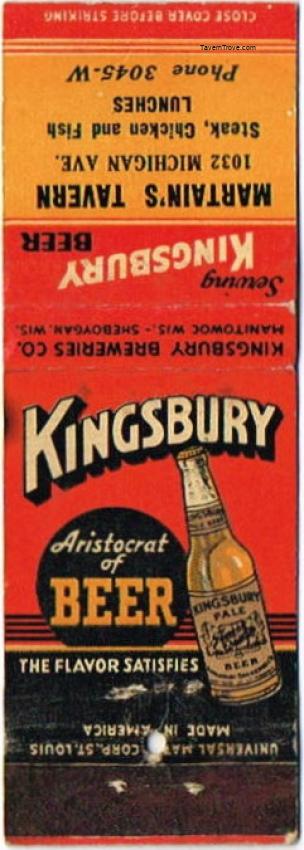 CLOSE COVER BEFORE STRIKING
TavernTrove.com
Phone 3045-W
LUNCHES
Steak, Chicken and Fish
1032 MICHIGAN AVE.
MARTAIN'S TAVERN
Serving
KINGSBURY
BEER
KINGSBURY BREWERIES CO.
MANITOWOC WIS. - SHEBOYGAN, WIS.
KINGSBURY
Aristocrat
of
BEER
KINGSBURY
PALE
BEER
THE FLAVOR SATISFIES
MADE IN AMERICA
UNIVERSAL CORP. ST. LOUIS